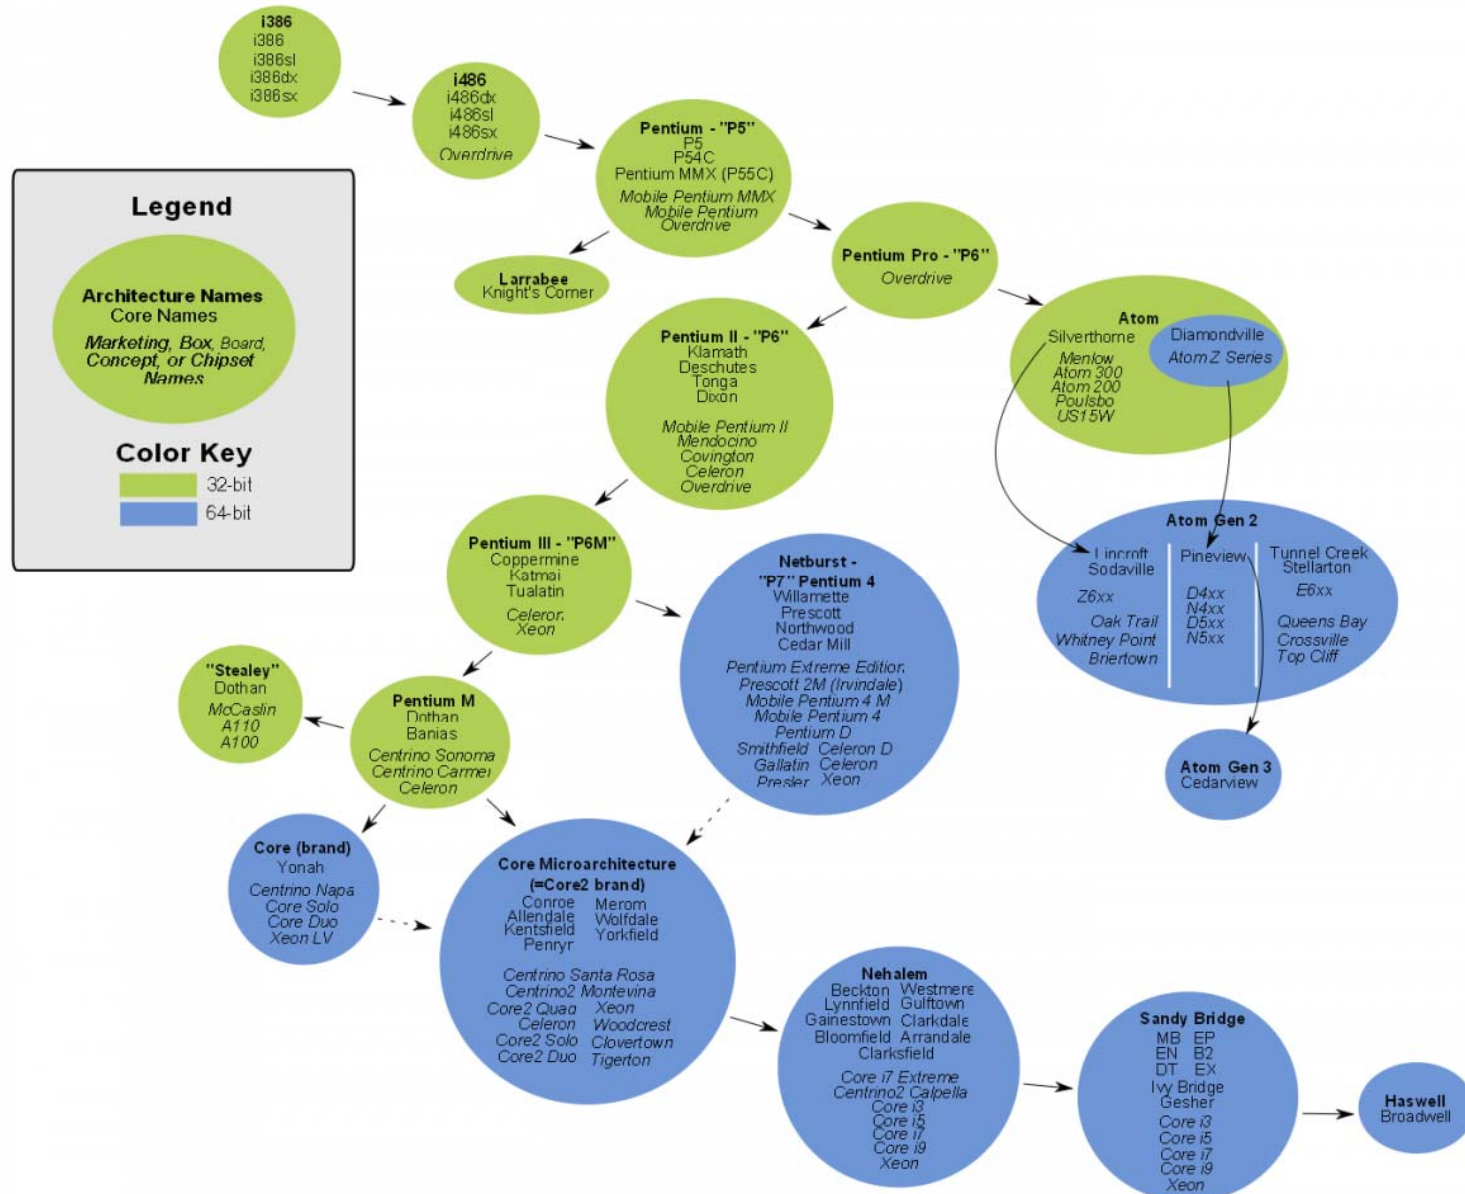 i386
i386
i386sl
i386dx
i386sx
i486
i486dx
i486sl
i486sx
Overdrive
Pentium - "P5"
P5
P54C
Pentium MMX (P55C)
Mobile Pentium MMX
Mobile Pentium
Overdrive
Legend
Architecture Names
Core Names
Marketing, Box, Board,
Concept, or Chipset
Names
Color Key
32-bit
64-bit
Larrabee
Knight's Corner
Pentium Pro - "P6"
Overdrive
Atom
Silverthorne
Menlow
Atom 300
Atom 200
Poulsbo
US15W
Diamondville
Atom Z Series
Pentium II - "P6"
Klamath
Deschutes
Tonga
Dixon
Mobile Pentium II
Mendocino
Covington
Celeron
Overdrive
Pentium III - "P6M"
Coppermine
Katmai
Tualatin
Celeron
Xeon
Netburst -
"P7" Pentium 4
Willamette
Prescott
Northwood
Cedar Mill
Pentium Extreme Edition
Prescott 2M (Irvindale)
Mobile Pentium 4 M
Mobile Pentium 4
Pentium D
Smithfield Celeron D
Gallatin Celeron
Presler Xeon
Atom Gen 2
Lincroft
Sodaville
Z6xx
Oak Trail
Whitney Point
Briertown
Pineview
D4xx
N4xx
D5xx
N5xx
Tunnel Creek
Stellarton
E6xx
Queens Bay
Crossville
Top Cliff
Atom Gen 3
Cedarview
"Stealey"
Dothan
McCaslin
A110
A100
Pentium M
Dothan
Banias
Centrino Sonoma
Centrino Carmel
Celeron
Core (brand)
Yonah
Centrino Napa
Core Solo
Core Duo
Xeon LV
Core Microarchitecture
(=Core2 brand)
Conroe Merom
Allendale Wolfdale
Kentsfield Yorkfield
Penryn
Centrino Santa Rosa
Centrino2 Montevina
Core2 Quad Xeon
Celeron Woodcrest
Core2 Solo Clovertown
Core2 Duo Tigerton
Nehalem
Beckton Westmere
Lynnfield Gulftown
Gainestown Clarkdale
Bloomfield Arrandale
Clarksfield
Core i7 Extreme
Centrino2 Calpella
Core i3
Core i5
Core i7
Core i9
Xeon
Sandy Bridge
MB EP
EN B2
DT EX
Ivy Bridge
Gesher
Core i3
Core i5
Core i7
Core i9
Xeon
Haswell
Broadwell